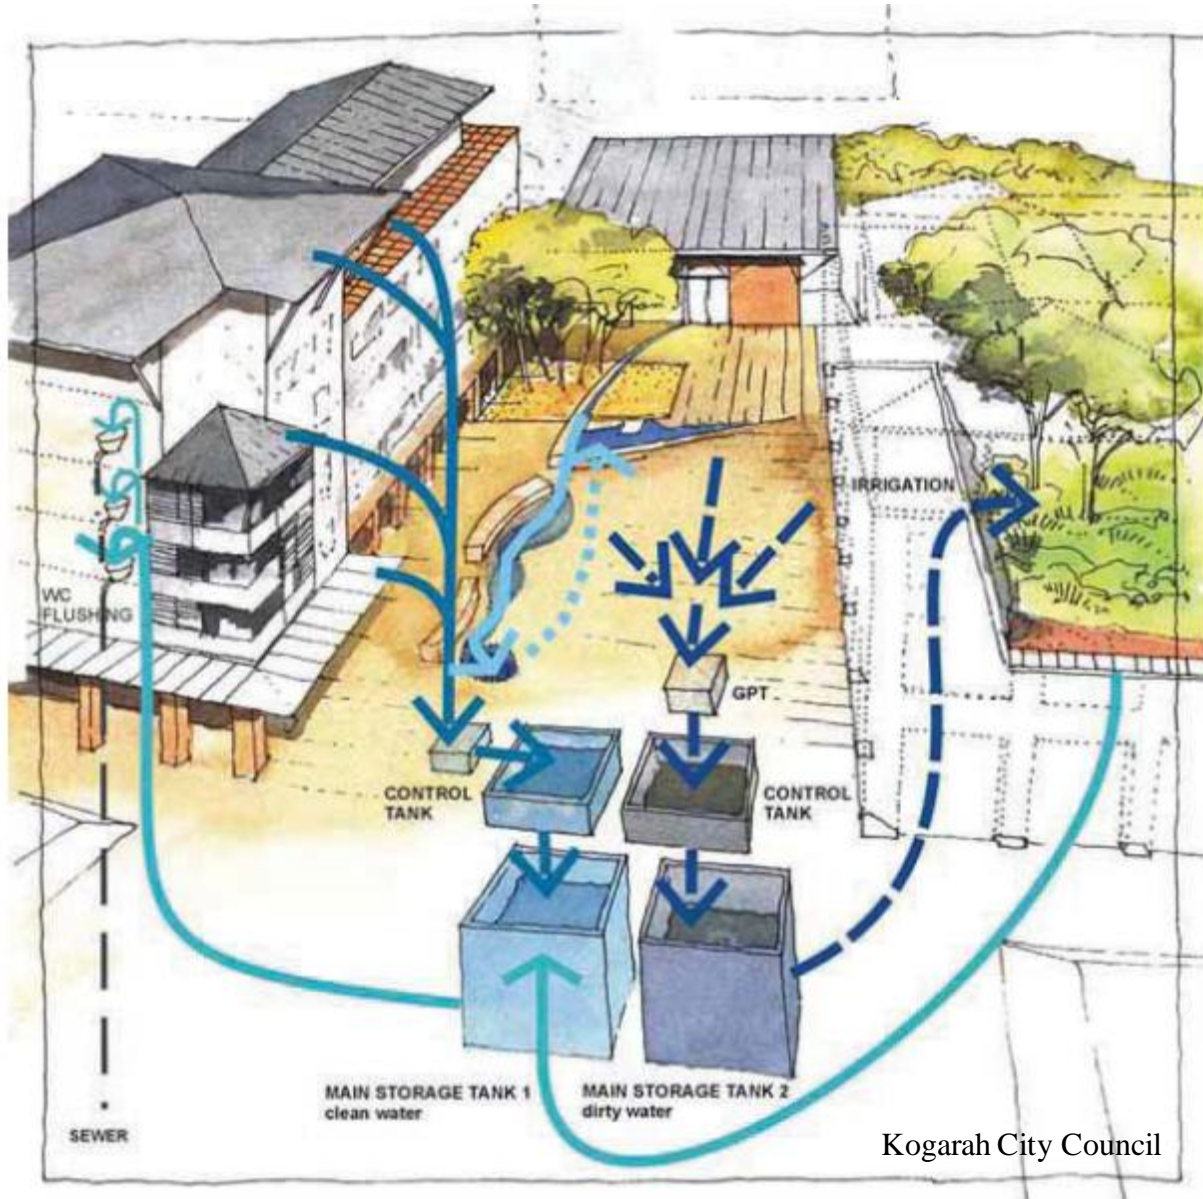 IRRIGATION
WC
FLUSHING
GPT
CONTROL
TANK
CONTROL
TANK
MAIN STORAGE TANK 1
clean water
MAIN STORAGE TANK 2
dirty water
SEWER
Kogarah City Council